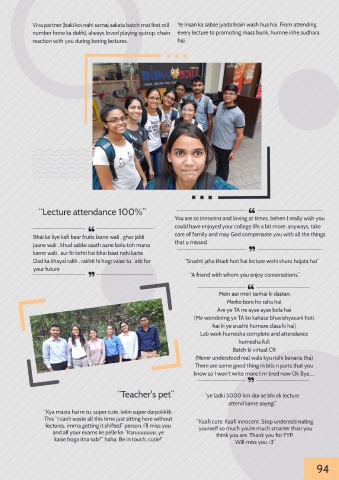 Viva partner (baki koi nahi samaj sakata batch mai first roll
number hone ka dukh), always loved playing quirup, chain
reaction with you during boring lectures.
Ye insan ka sabse jyada brain wash hua hai. From attending
every lecture to promoting mass bunk, humne inhe sudhara
hai.
"Lecture attendance 100%"
Bhai ke liye kafi baar fruits laane wali , ghar jaldi
jaane wali , khud sabke saath aane bolu toh mana
karne wali , aur fir kehti hai bhai baat nahi karta
Dad ka khayal rakh , rakhti hi hogi vaise tu . atb for
your future
You are so innocent and loving at times, behen I really wish you
could have enjoyed your college life a bit more. anyways, take
care of family and may God compensate you with all the things
that u missed
"Srushti jaha khadi hoti hai lecture wohi shuru hojata hai"
"A friend with whom you enjoy conversations."
Mein aur meri tanhai ki dastan
Merko bore ho raha hai
Are ye TA ne ayse ayse bola hai
(Me wondering ye TA ko kahase bhavishyavani hoti
hai ki ye srushti humare class ki hai)
Lab work humesha complete and attendance
humesha full
Batch ki virtual CR
(Never understood real wala kyu nahi banana tha)
There are some good thing in bits n parts that you
know so I won't write more I'm tired now Ok Bye....
"Teacher's pet"
"Kya masta hai re tu, super cute, lekin super darpokkkk.
This "I can't waste all this time just sitting here without
lectures, imma getting it shifted" person. I'll miss you
and all your exams ke pelle ke "Karuuuuuuu, ye
kaise hoga itna sab?" haha, Be in touch, cutie!"
"ye ladki 5000 km dur se bhi ek lecture
attend karne aayegi"
"Kaafi cute. Kaafi innocent, Stop underestimating
yourself so much you're much smarter than you
think you are. Thank you for FYP.
Will miss you <3"
94